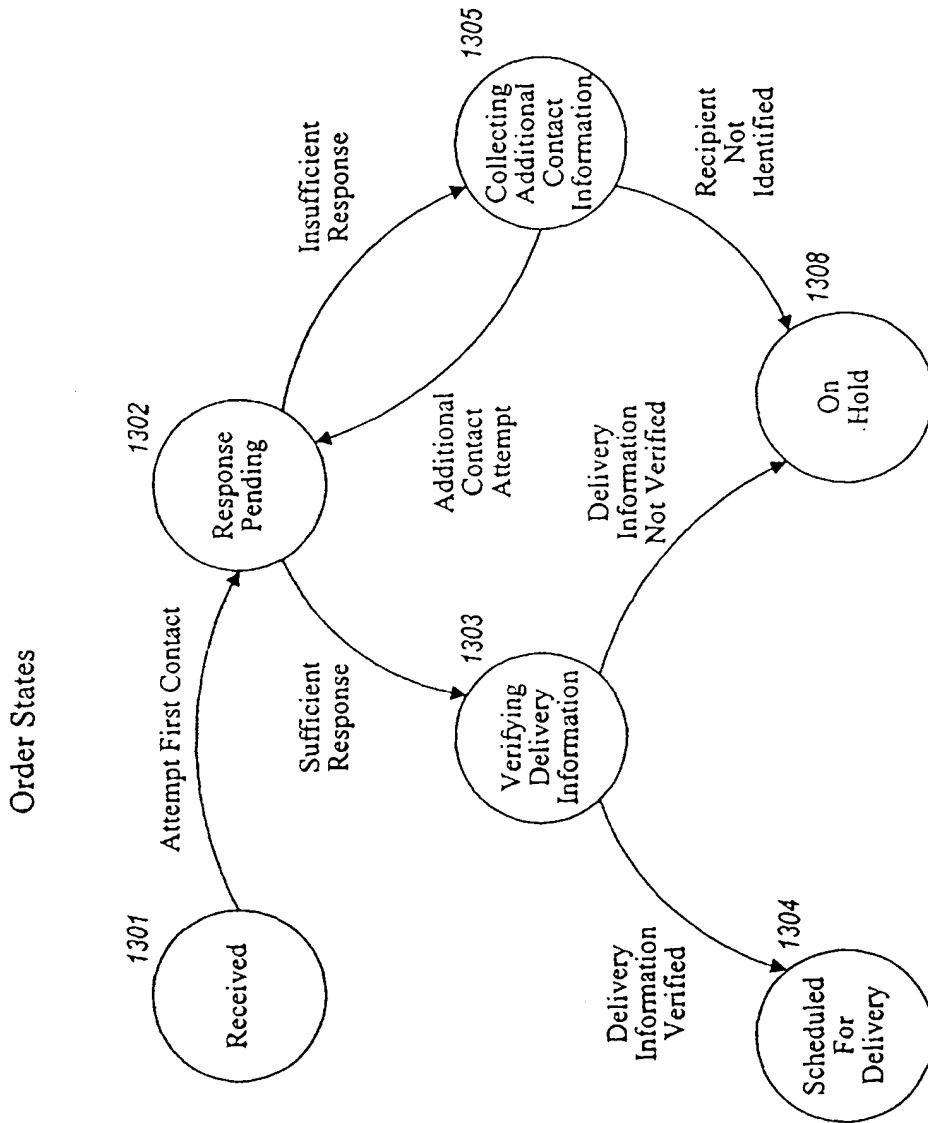 Order States
1301
Received
Attempt First Contact
1302
Response
Pending
Insufficient
Response
1305
Collecting
Additional
Contact
Information
Sufficient
Response
Additional
Contact
Attempt
1303
Verifying
Delivery
Information
Delivery
Information
Not Verified
Recipient
Not
Identified
Delivery
Information
Verified
1304
Scheduled
For
Delivery
1308
On
Hold